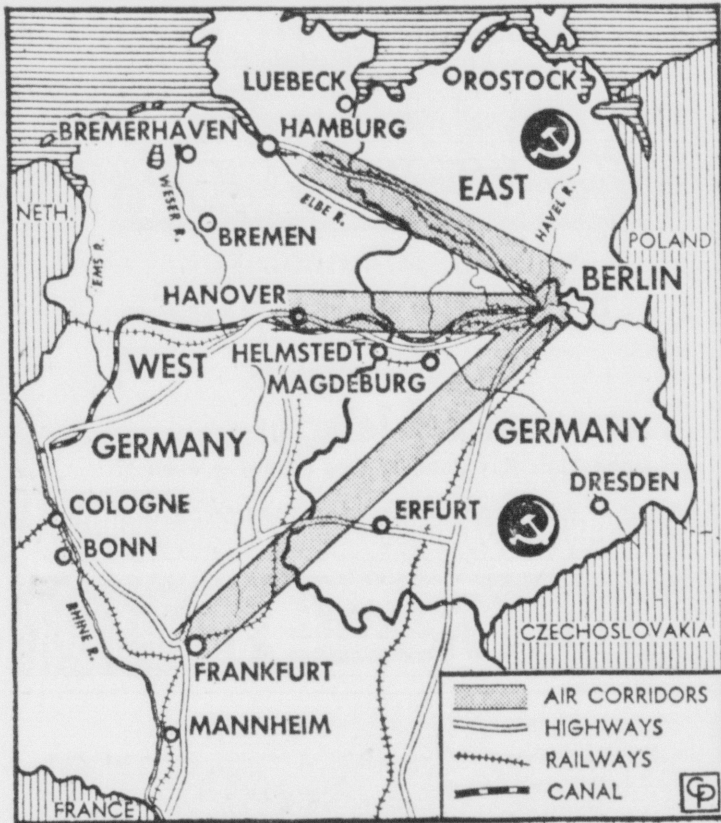 LUEBECK
ROSTOCK
BREMERHAVEN
HAMBURG
EAST
NETH.
EMS R.
WESER R.
ELBE R.
HAVEL R.
BREMEN
POLAND
BERLIN
HANOVER
WEST
HELMSTEDT
MAGDEBURG
GERMANY
GERMANY
DRESDEN
COLOGNE
ERFURT
BONN
RHINE R.
CZECHOSLOVAKIA
FRANKFURT
MANNHEIM
FRANCE
AIR CORRIDORS
HIGHWAYS
RAILWAYS
CANAL
CP